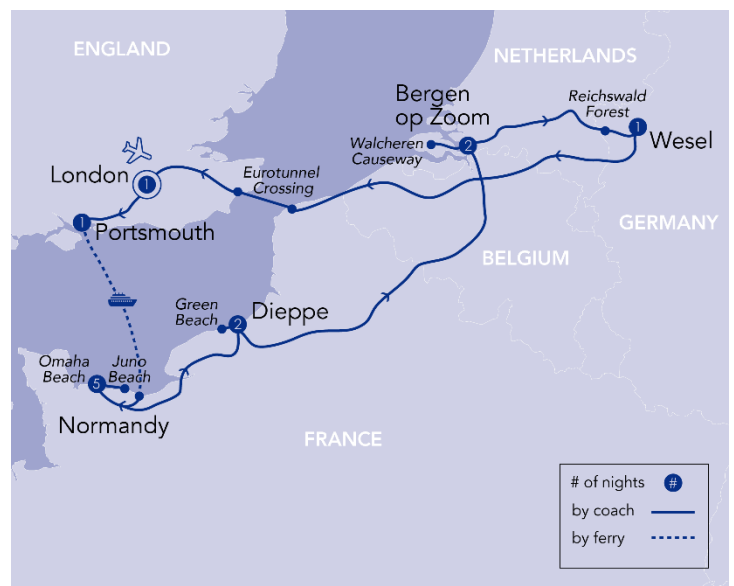 ENGLAND
NETHERLANDS
Bergen
op Zoom
Reichswald
Forest
Walcheren
Causeway
2
1
Wesel
London
1
Eurotunnel
Crossing
1
Portsmouth
GERMANY
BELGIUM
Green
Beach
2
Dieppe
Omaha
Beach
Juno
Beach
5
Normandy
FRANCE
# of nights #
by coach
by ferry